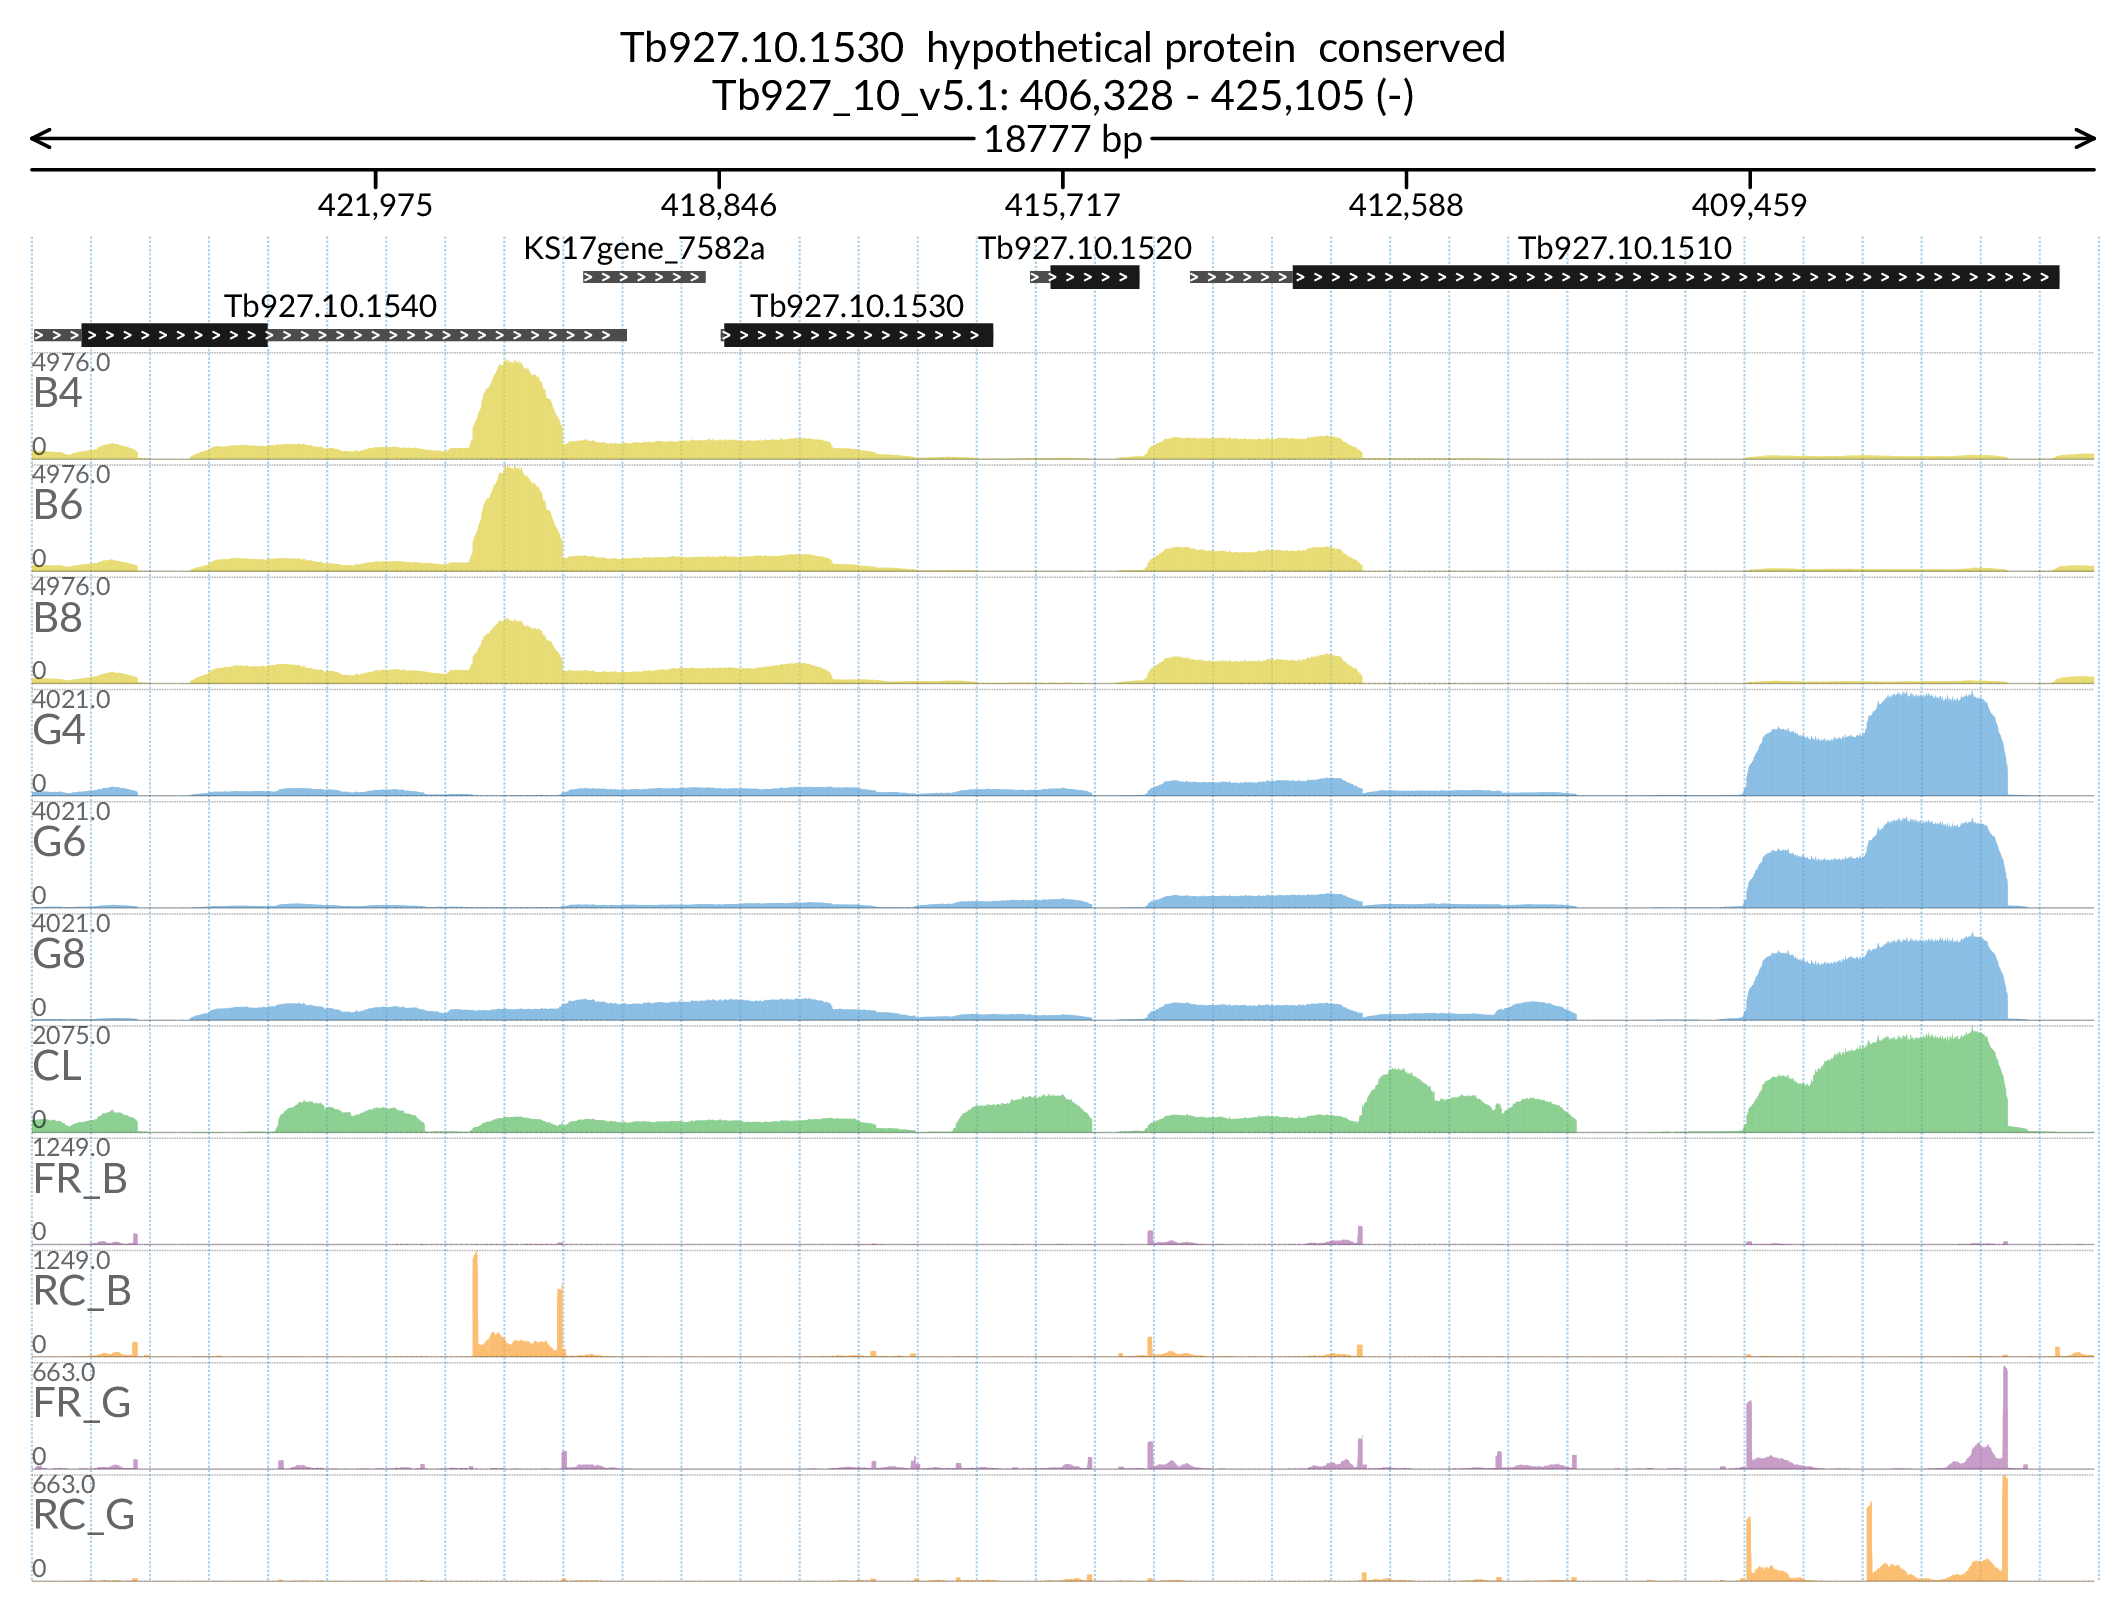 Tb927.10.1530  hypothetical protein  conserved
Tb927_10_v5.1: 406,328 - 425,105 (-)
18777 bp
421,975 418,846 415,717 412,588 409,459
KS17gene_7582a Tb927.10.1520 Tb927.10.1510
Tb927.10.1540 Tb927.10.1530
4976.0
B4
0
4976.0
B6
0
4976.0
B8
0
4021.0
G4
0
4021.0
G6
0
4021.0
G8
0
2075.0
CL
0
1249.0
FR_B
0
1249.0
RC_B
0
663.0
FR_G
0
663.0
RC_G
0